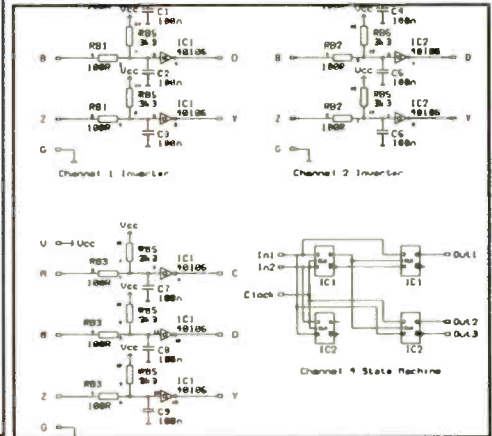 C1
100n
Vcc
RB5
3k3
IC1
40106
B
RB1
100R
D
C2
100n
Vcc
RB5
3k3
IC1
40106
Z
RB1
100R
Y
C3
100n
G
Channel 1 Inverter
C4
100n
Vcc
RB5
3k3
IC2
40106
B
RB2
100R
D
C5
100n
Vcc
RB5
3k3
IC2
40106
Z
RB2
100R
Y
C6
100n
G
Channel 2 Inverter
V
Vcc
Vcc
RB5
3k3
IC1
40106
A
RB3
100R
C
C7
100n
Vcc
RB5
3k3
IC1
40106
B
RB3
100R
D
C8
100n
Vcc
RB5
3k3
IC1
40106
Z
RB3
100R
Y
C9
100n
G
In1
In2
Clock
IC1
IC1
IC2
IC2
Out1
Out2
Out3
Channel 4 State Machine